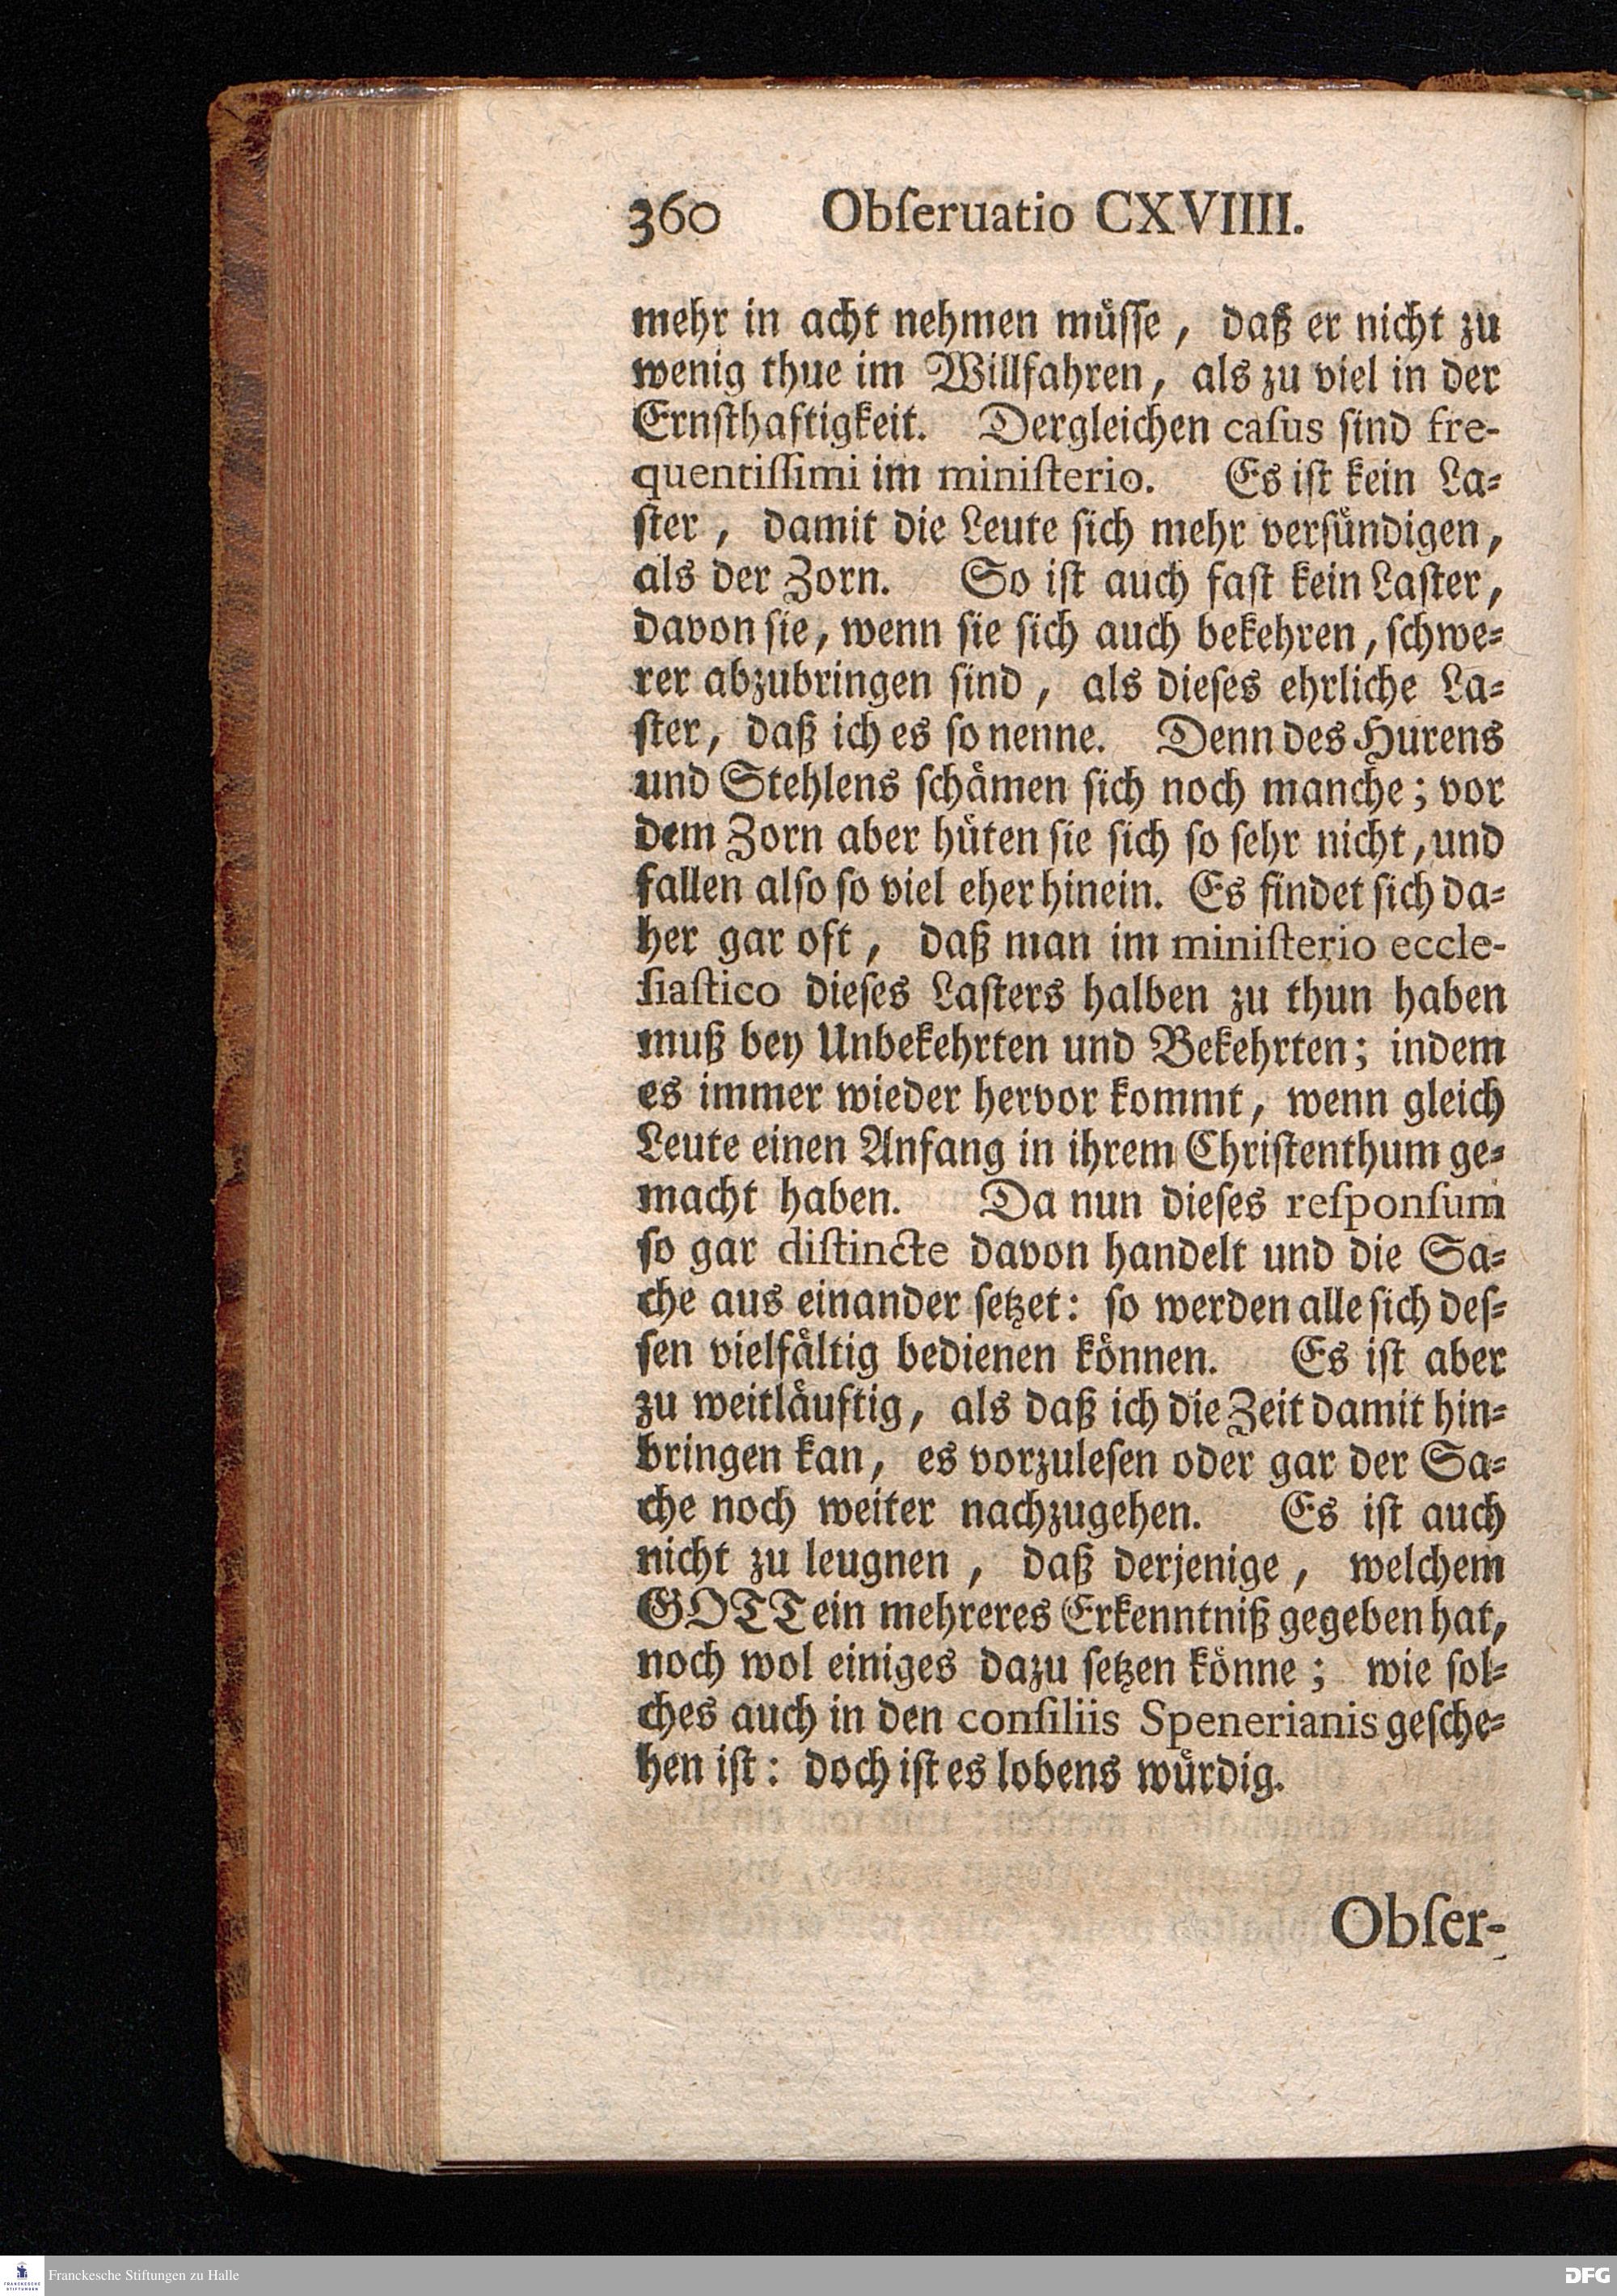 360 Obſeruatio CXVIIII.
mehr in acht nehmen müſſe, daß er nicht zu
wenig thue im Willfahren, als zu viel in der
Ernſthaftigkeit. Dergleichen caſus ſind fre-
quentiſſimi im miniſterio. Es iſt kein La-
ſter, damit die Leute ſich mehr verſündigen,
als der Zorn. So iſt auch faſt kein Laſter,
davon ſie, wenn ſie ſich auch bekehren, ſchwe-
rer abzubringen ſind, als dieſes ehrliche La-
ſter, daß ich es ſo nenne. Denn des Hurens
und Stehlens ſchämen ſich noch manche; vor
dem Zorn aber hüten ſie ſich ſo ſehr nicht, und
fallen alſo ſo viel eher hinein. Es findet ſich da-
her gar oft, daß man im miniſterio eccle-
ſiaſtico dieſes Laſters halben zu thun haben
muß bey Unbekehrten und Bekehrten; indem
es immer wieder hervor kommt, wenn gleich
Leute einen Anfang in ihrem Chriſtenthum ge-
macht haben. Da nun dieſes reſponſum
ſo gar diſtincte davon handelt und die Sa-
che aus einander ſetzet: ſo werden alle ſich deſ-
ſen vielfältig bedienen können. Es iſt aber
zu weitläuftig, als daß ich die Zeit damit hin-
bringen kan, es vorzuleſen oder gar der Sa-
che noch weiter nachzugehen. Es iſt auch
nicht zu leugnen, daß derjenige, welchem
GOTT ein mehreres Erkenntniß gegeben hat,
noch wol einiges dazu ſetzen könne; wie ſol-
ches auch in den conſiliis Spenerianis geſche-
hen iſt: doch iſt es lobens würdig.
Obſer-
FRANCKESCHE STIFTUNGEN
Franckesche Stiftungen zu Halle
DFG